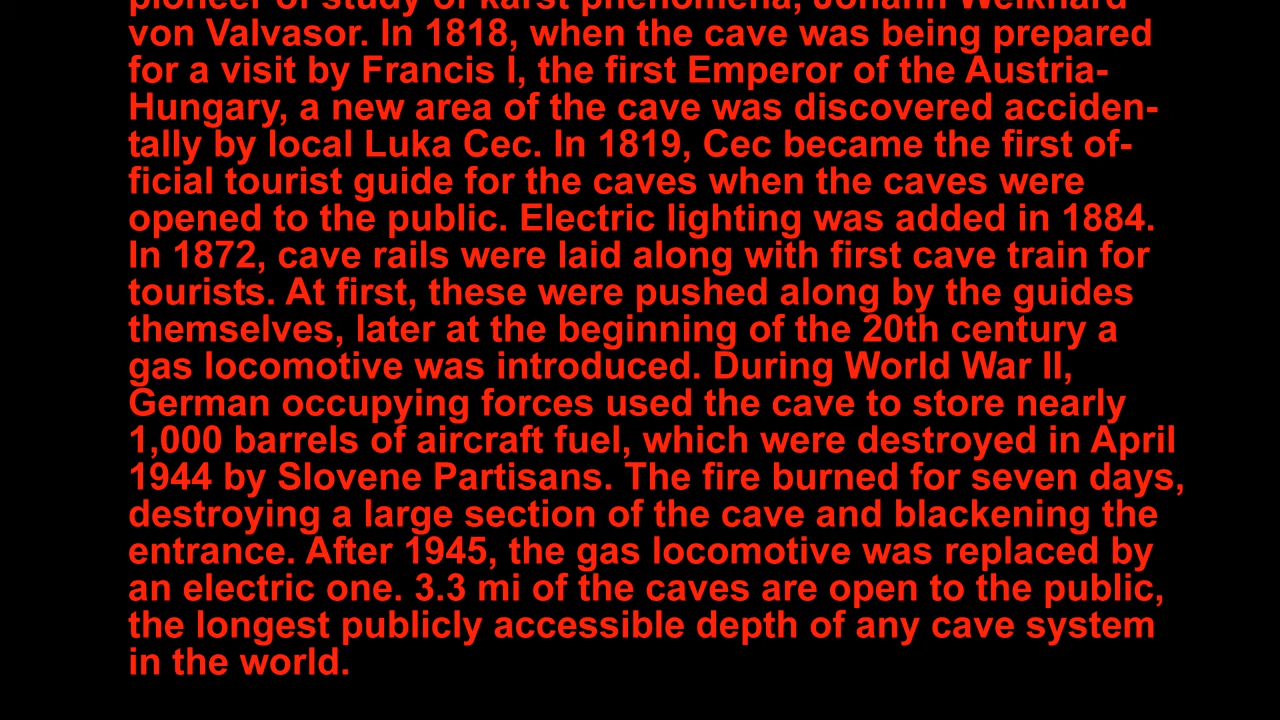 pioneer of study of karst phenomena, Johann Weikhard
von Valvasor. In 1818, when the cave was being prepared
for a visit by Francis I, the first Emperor of the Austria-
Hungary, a new area of the cave was discovered acciden-
tally by local Luka Cec. In 1819, Cec became the first of-
ficial tourist guide for the caves when the caves were
opened to the public. Electric lighting was added in 1884.
In 1872, cave rails were laid along with first cave train for
tourists. At first, these were pushed along by the guides
themselves, later at the beginning of the 20th century a
gas locomotive was introduced. During World War II,
German occupying forces used the cave to store nearly
1,000 barrels of aircraft fuel, which were destroyed in April
1944 by Slovene Partisans. The fire burned for seven days,
destroying a large section of the cave and blackening the
entrance. After 1945, the gas locomotive was replaced by
an electric one. 3.3 mi of the caves are open to the public,
the longest publicly accessible depth of any cave system
in the world.